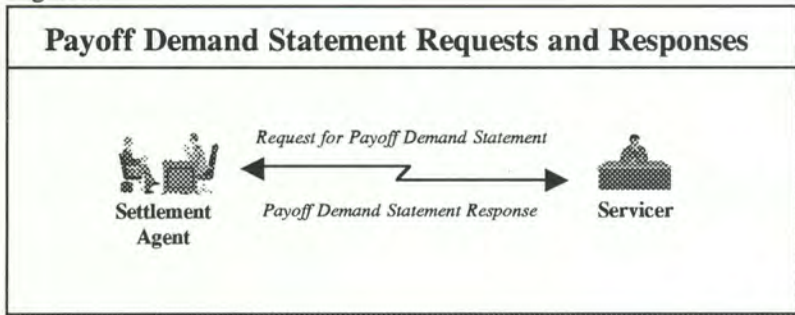 Payoff Demand Statement Requests and Responses
Request for Payoff Demand Statement
Payoff Demand Statement Response
Settlement
Agent
Servicer